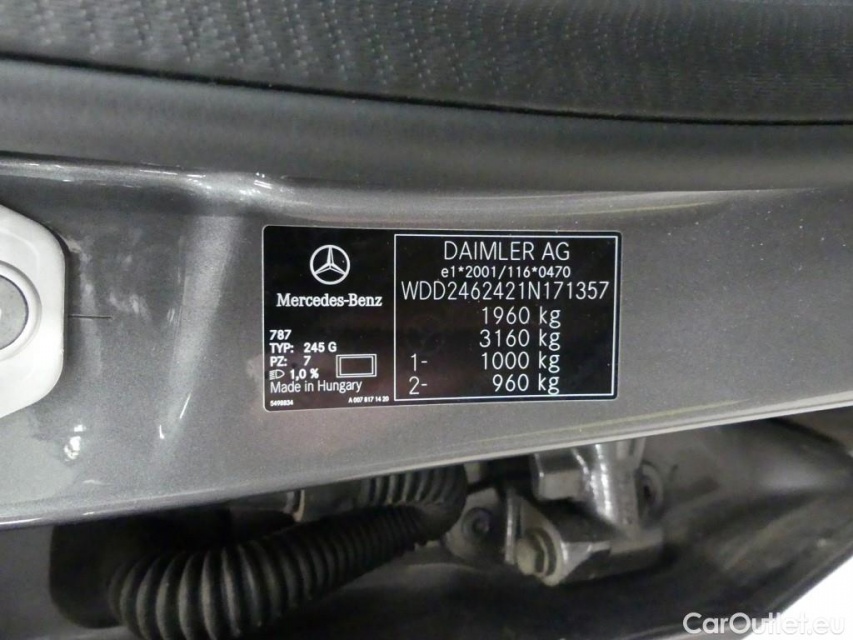 Mercedes-Benz
787
TYP: 245 G
PZ: 7
1,0 %
Made in Hungary
5498834
A 007 817 14 20
DAIMLER AG
e1*2001/116*0470
WDD2462421N171357
1960 kg
3160 kg
1- 1000 kg
2- 960 kg
CarOutlet.eu